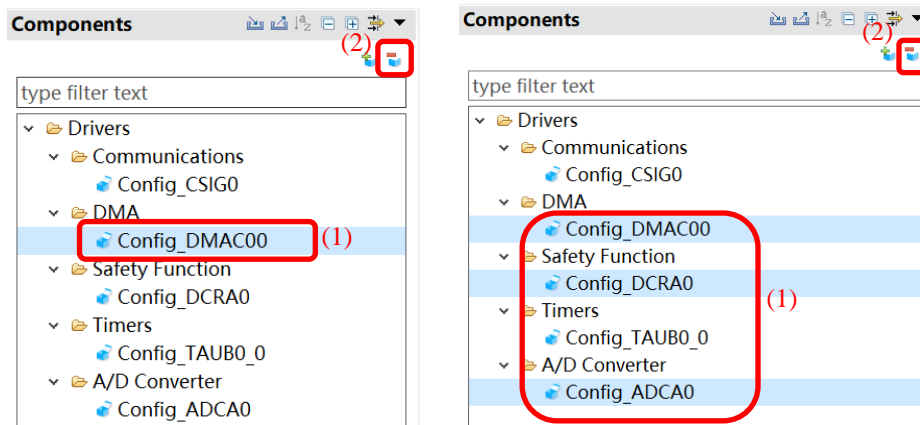 Components
(2)
type filter text
Drivers
Communications
Config_CSIG0
DMA
Config_DMAC00
(1)
Safety Function
Config_DCRA0
Timers
Config_TAUB0_0
A/D Converter
Config_ADCA0
Components
(2)
type filter text
Drivers
Communications
Config_CSIG0
DMA
Config_DMAC00
Safety Function
Config_DCRA0
(1)
Timers
Config_TAUB0_0
A/D Converter
Config_ADCA0